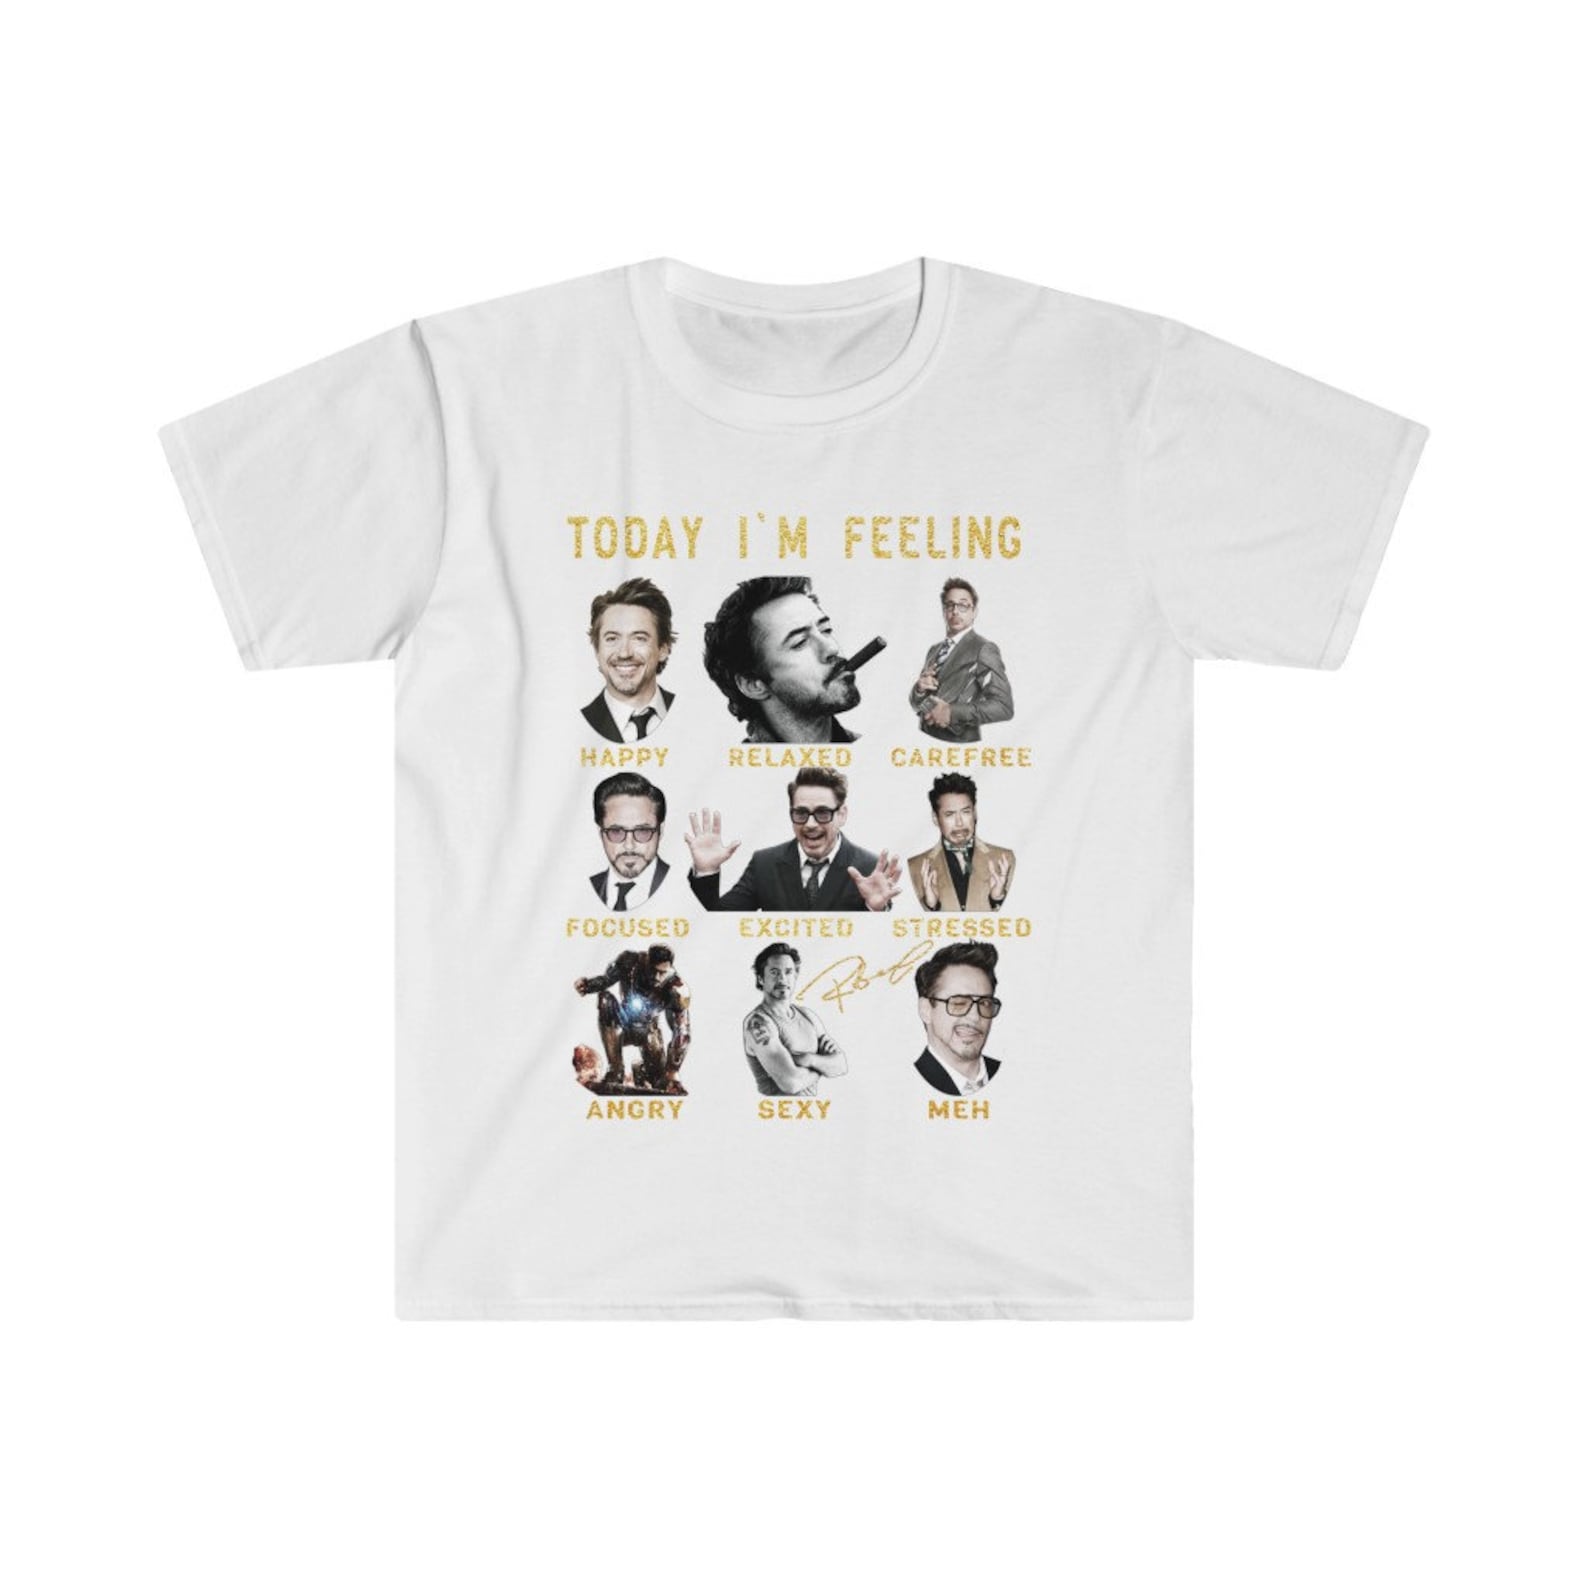 TODAY I`M FEELING
HAPPY RELAXED CAREFREE
FOCUSED EXCITED STRESSED
ANGRY SEXY MEH